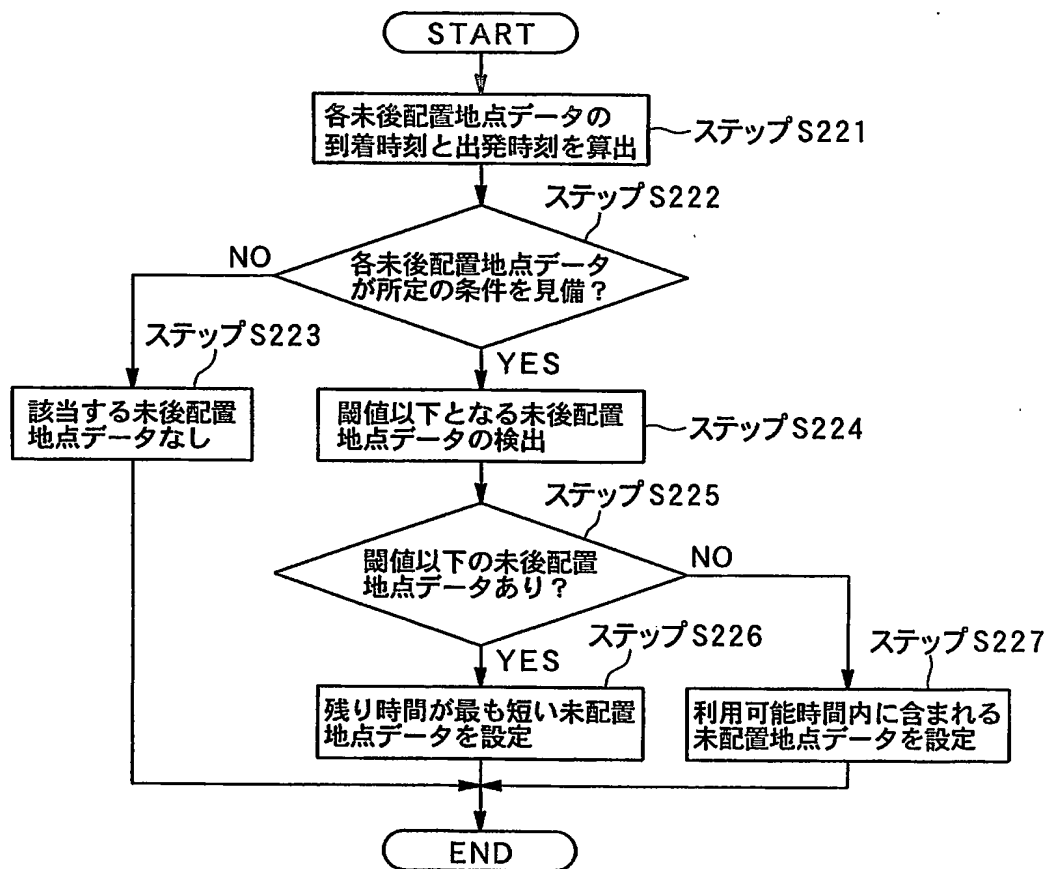 START
各未後配置地点データの
到着時刻と出発時刻を算出
ステップS221
ステップS222
各未後配置地点データ
が所定の条件を見備？
NO
YES
ステップS223
該当する未後配置
地点データなし
閾値以下となる未後配置
地点データの検出
ステップS224
ステップS225
閾値以下の未後配置
地点データあり？
NO
YES
ステップS226
残り時間が最も短い未配置
地点データを設定
ステップS227
利用可能時間内に含まれる
未配置地点データを設定
END